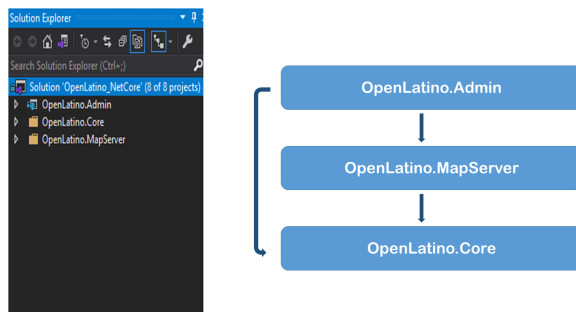 Solution Explorer
Search Solution Explorer (Ctrl+;)
Solution 'OpenLatino_NetCore' (8 of 8 projects)
OpenLatino.Admin
OpenLatino.Core
OpenLatino.MapServer
OpenLatino.Admin
OpenLatino.MapServer
OpenLatino.Core